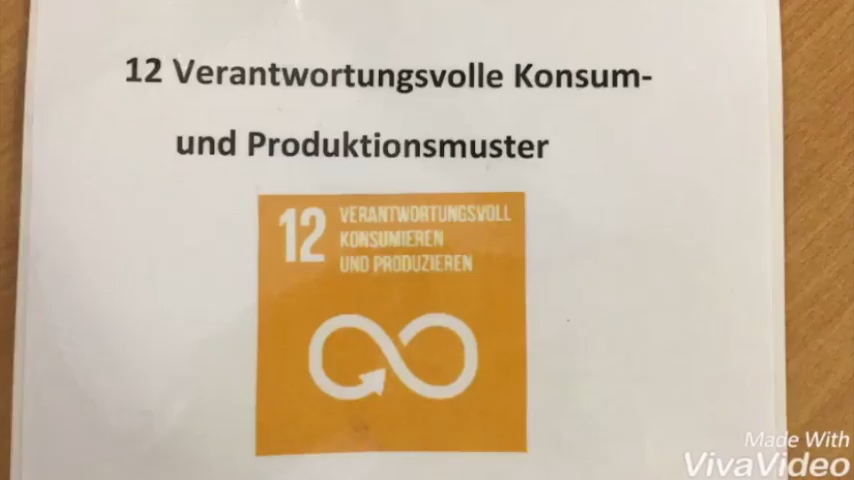 12 Verantwortungsvolle Konsum-
und Produktionsmuster
12 VERANTWORTUNGSVOLL
KONSUMIEREN
UND PRODUZIEREN
Made With
VivaVideo